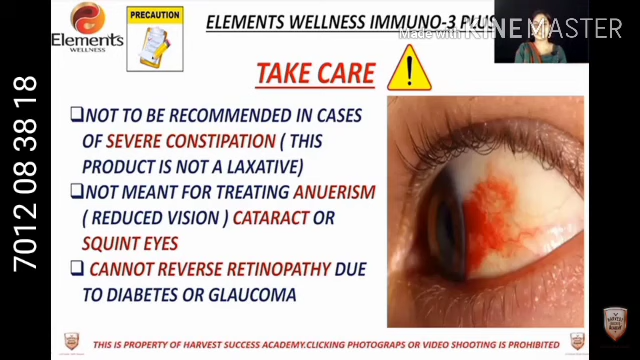 Elements
WELLNESS
PRECAUTION
ELEMENTS WELLNESS IMMUNO-3 PLUS
Made with KINEMASTER
TAKE CARE
NOT TO BE RECOMMENDED IN CASES
OF SEVERE CONSTIPATION ( THIS
PRODUCT IS NOT A LAXATIVE)
NOT MEANT FOR TREATING ANUERISM
( REDUCED VISION ) CATARACT OR
SQUINT EYES
CANNOT REVERSE RETINOPATHY DUE
TO DIABETES OR GLAUCOMA
7012 08 38 18
THIS IS PROPERTY OF HARVEST SUCCESS ACADEMY.CLICKING PHOTOGRAPS OR VIDEO SHOOTING IS PROHIBITED